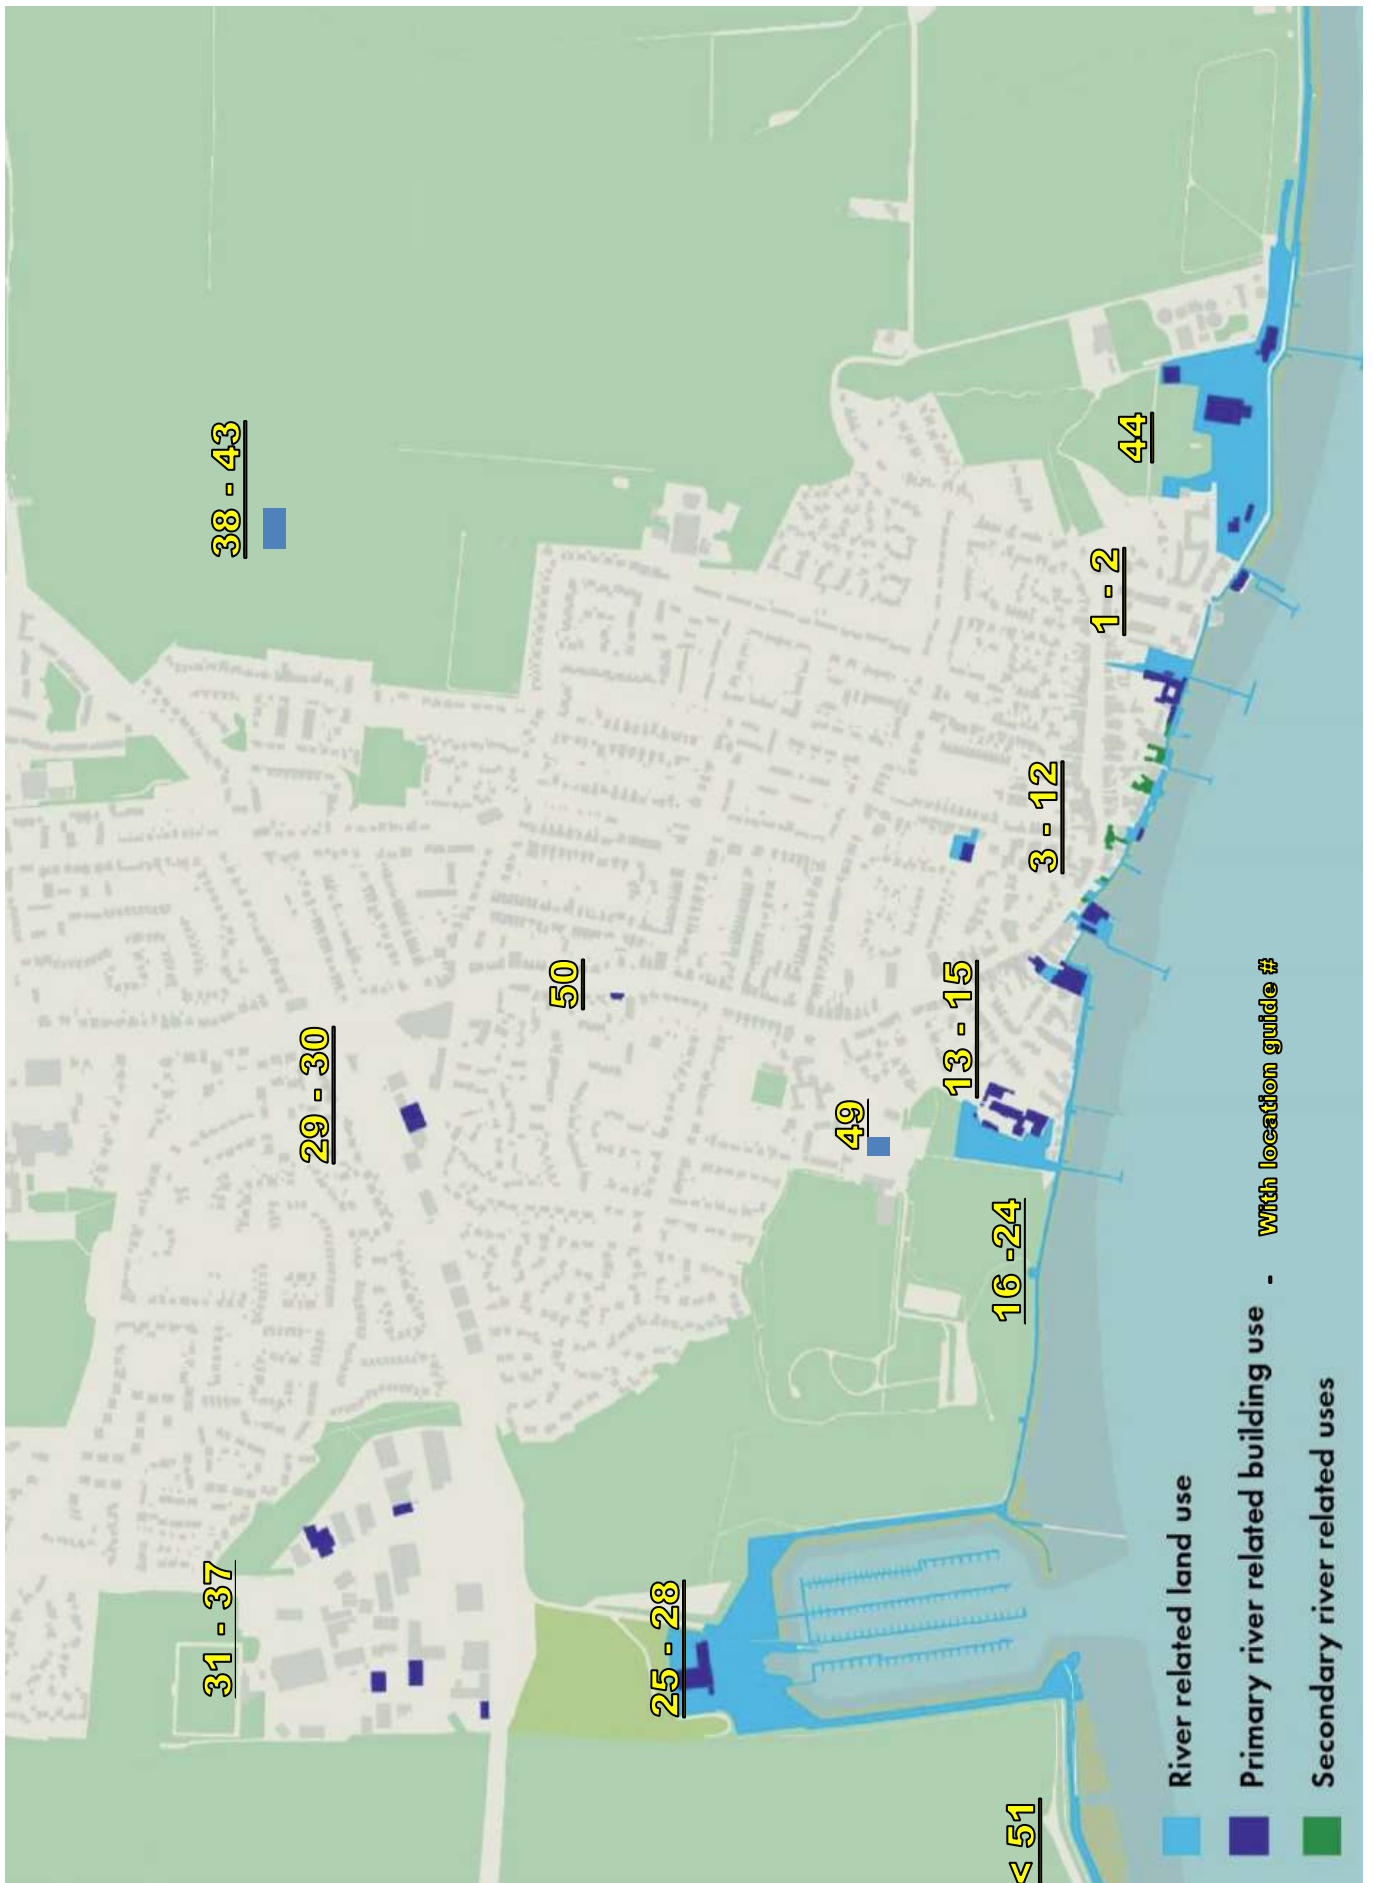 38 - 43
44
1 - 2
3 - 12
50
13 - 15
29 - 30
49
16 -24
31 - 37
25 - 28
< 51
River related land use
Primary river related building use - With location guide #
Secondary river related uses